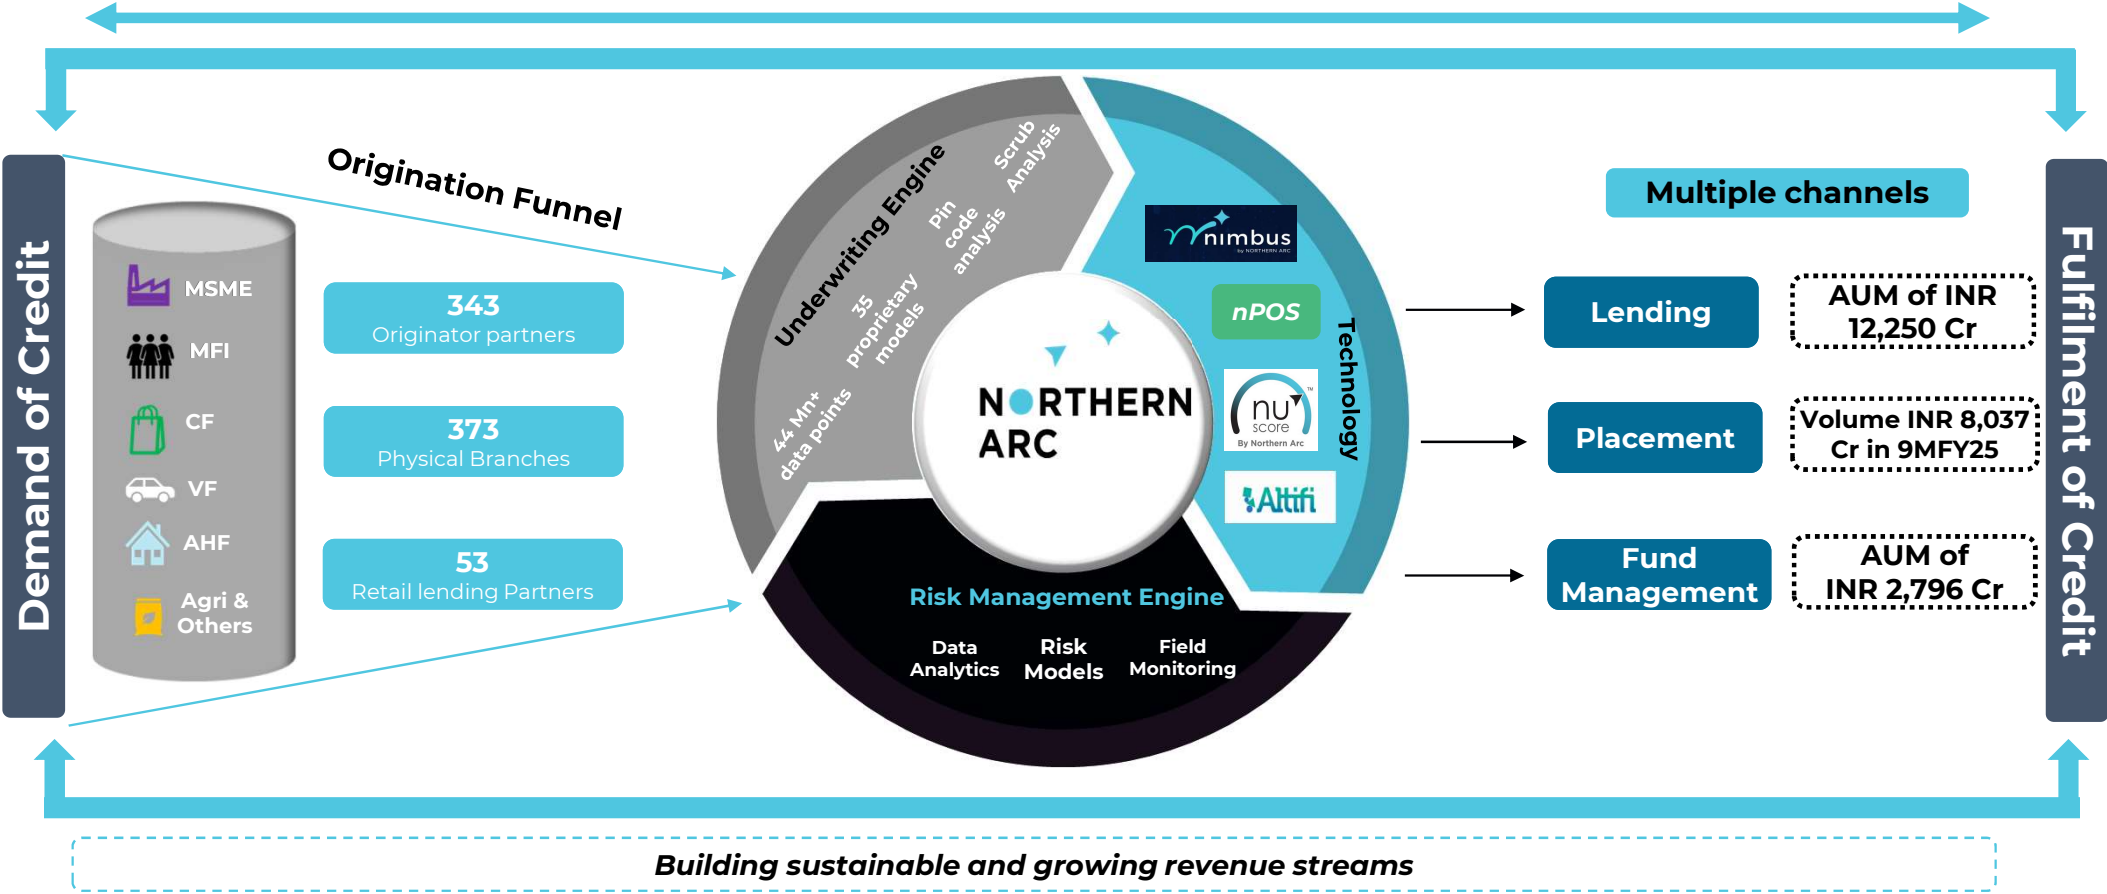 Demand of Credit
Origination Funnel
MSME
MFI
CF
VF
AHF
Agri &
Others
343
Originator partners
373
Physical Branches
53
Retail lending Partners
Underwriting Engine
Scrub
Analysis
Pin
code
analysis
35
proprietary
models
44 Mn+
data points
NORTHERN
ARC
nimbus
by NORTHERN ARC
nPOS
nu
score
TM
By Northern Arc
Altifi
Technology
Risk Management Engine
Data
Analytics
Risk
Models
Field
Monitoring
Multiple channels
Lending
AUM of INR
12,250 Cr
Placement
Volume INR 8,037
Cr in 9MFY25
Fund
Management
AUM of
INR 2,796 Cr
Fulfilment of Credit
Building sustainable and growing revenue streams